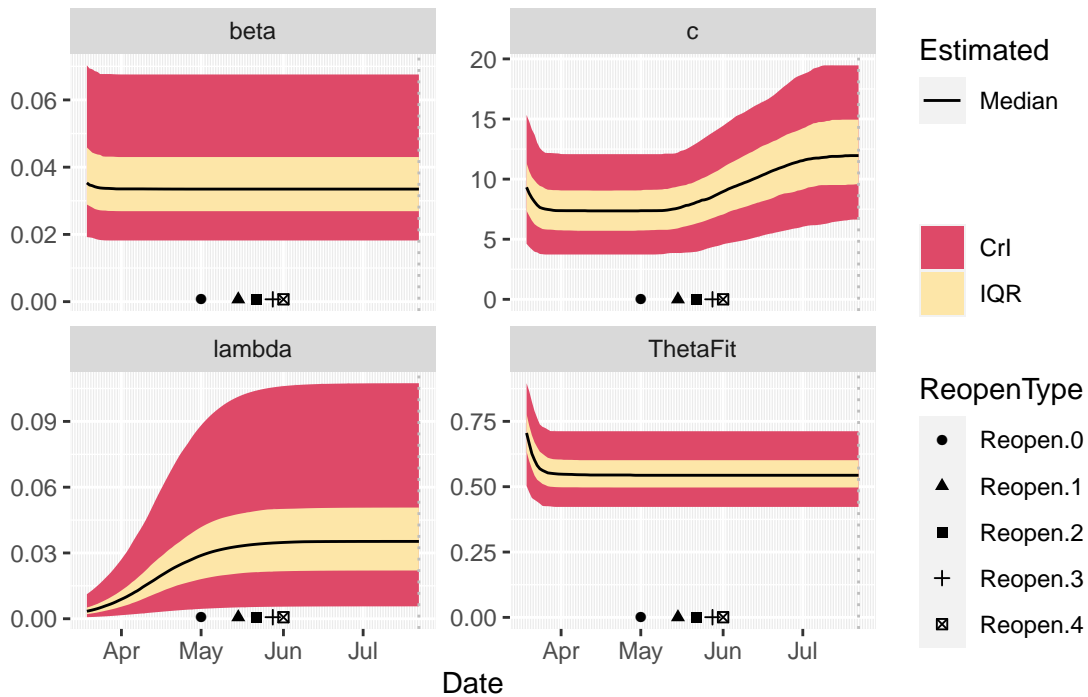 beta
c
0.06
0.04
0.02
0.00
20
15
10
5
0
lambda
ThetaFit
0.09
0.06
0.03
0.00
0.75
0.50
0.25
0.00
Apr May Jun Jul
Apr May Jun Jul
Date
Estimated
Median
CrI
IQR
ReopenType
Reopen.0
Reopen.1
Reopen.2
Reopen.3
Reopen.4